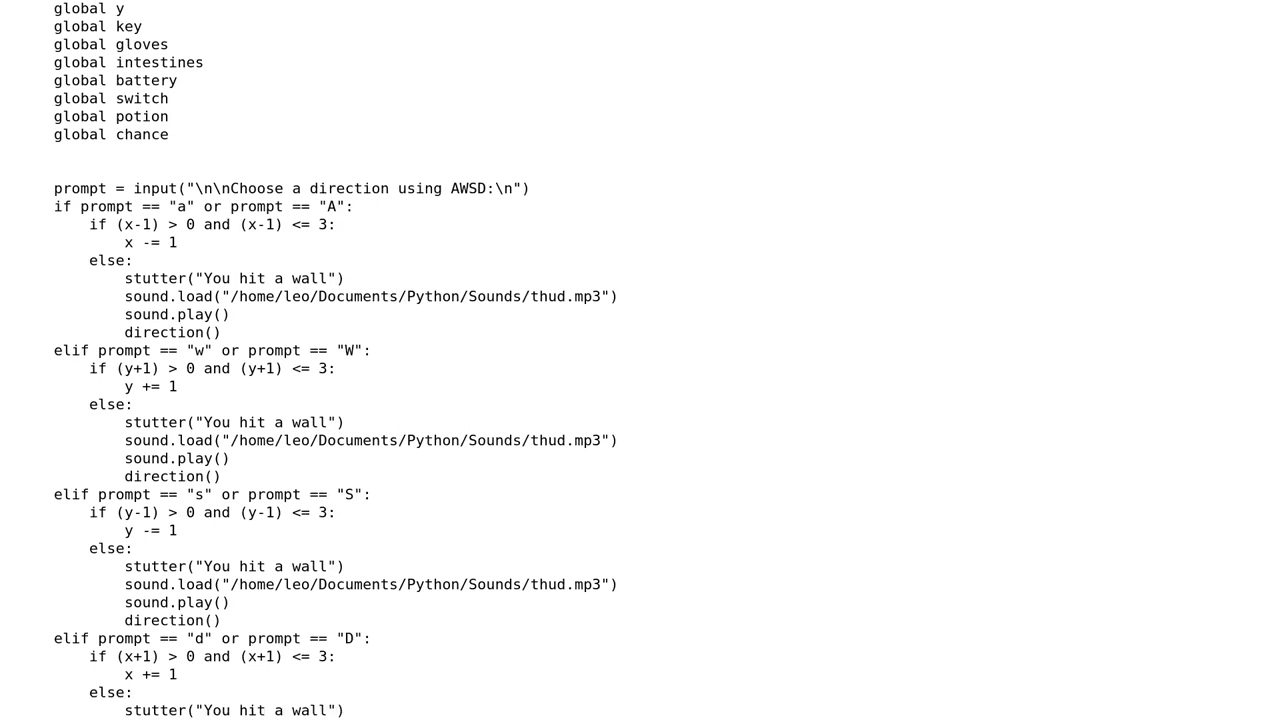 global y
global key
global gloves
global intestines
global battery
global switch
global potion
global chance
prompt = input("\n\nChoose a direction using AWSD:\n")
if prompt == "a" or prompt == "A":
    if (x-1) > 0 and (x-1) <= 3:
        x -= 1
    else:
        stutter("You hit a wall")
        sound.load("/home/leo/Documents/Python/Sounds/thud.mp3")
        sound.play()
        direction()
elif prompt == "w" or prompt == "W":
    if (y+1) > 0 and (y+1) <= 3:
        y += 1
    else:
        stutter("You hit a wall")
        sound.load("/home/leo/Documents/Python/Sounds/thud.mp3")
        sound.play()
        direction()
elif prompt == "s" or prompt == "S":
    if (y-1) > 0 and (y-1) <= 3:
        y -= 1
    else:
        stutter("You hit a wall")
        sound.load("/home/leo/Documents/Python/Sounds/thud.mp3")
        sound.play()
        direction()
elif prompt == "d" or prompt == "D":
    if (x+1) > 0 and (x+1) <= 3:
        x += 1
    else:
        stutter("You hit a wall")